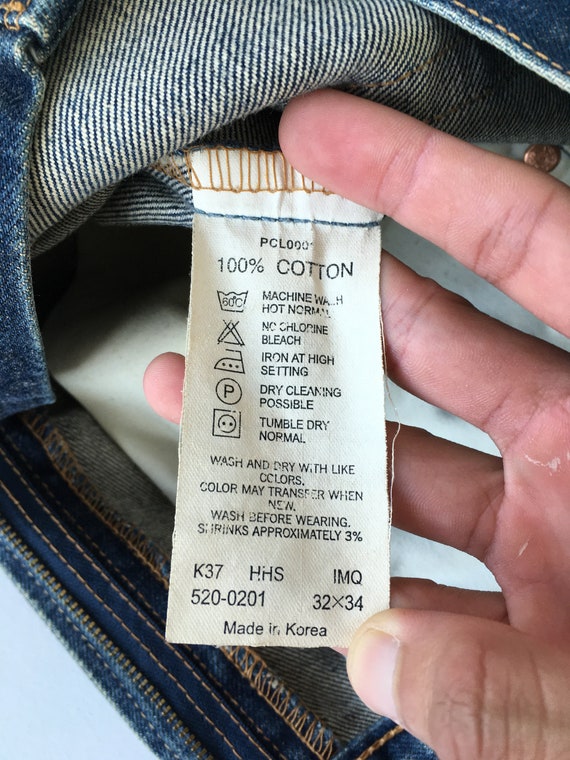 PCL000
100% COTTON
60°C MACHINE WASH
HOT NORMAL
NO CHLORINE
BLEACH
IRON AT HIGH
SETTING
P DRY CLEANING
POSSIBLE
TUMBLE DRY
NORMAL
WASH AND DRY WITH LIKE
COLORS.
COLOR MAY TRANSFER WHEN
NEW.
WASH BEFORE WEARING.
SHRINKS APPROXIMATELY 3%
K37 HHS IMQ
520-0201 32×34
Made in Korea